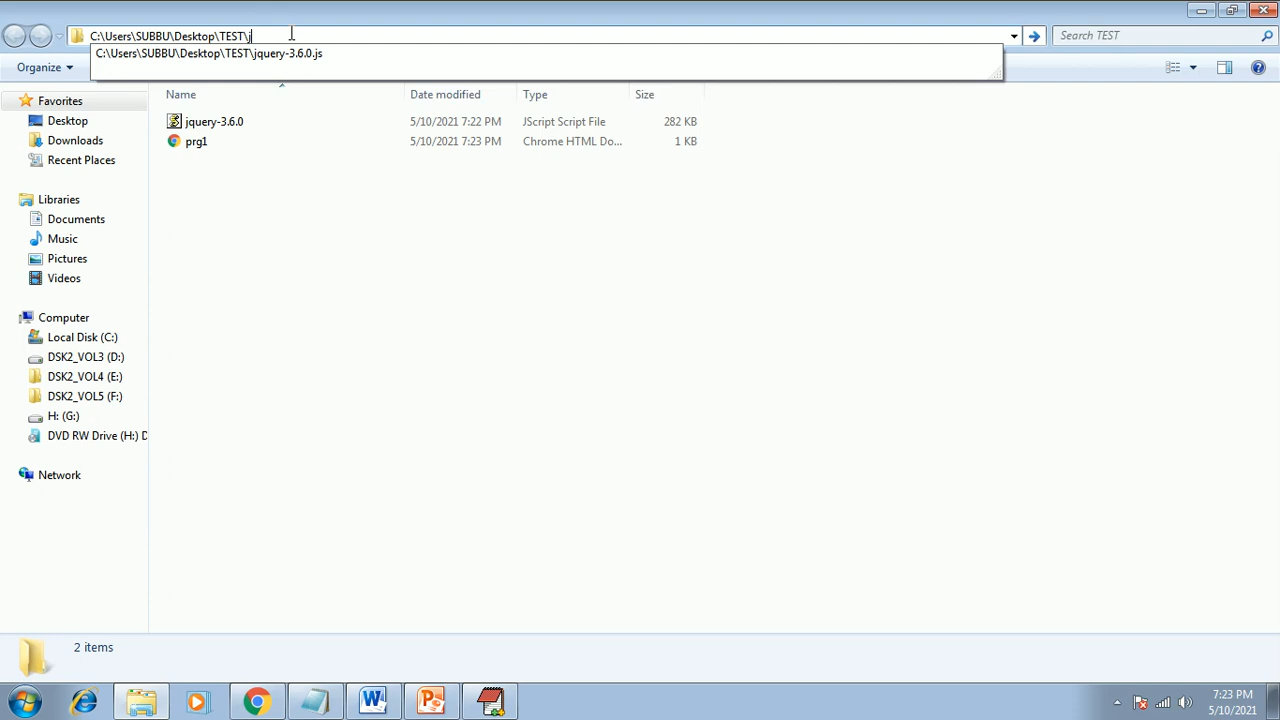 C:\Users\SUBBU\Desktop\TEST\j
Search TEST
C:\Users\SUBBU\Desktop\TEST\jquery-3.6.0.js
Organize
Name Date modified Type Size
Favorites
jquery-3.6.0 5/10/2021 7:22 PM JScript Script File 282 KB
Desktop
prg1 5/10/2021 7:23 PM Chrome HTML Do... 1 KB
Downloads
Recent Places
Libraries
Documents
Music
Pictures
Videos
Computer
Local Disk (C:)
DSK2_VOL3 (D:)
DSK2_VOL4 (E:)
DSK2_VOL5 (F:)
H: (G:)
DVD RW Drive (H:) D
Network
2 items
7:23 PM
5/10/2021